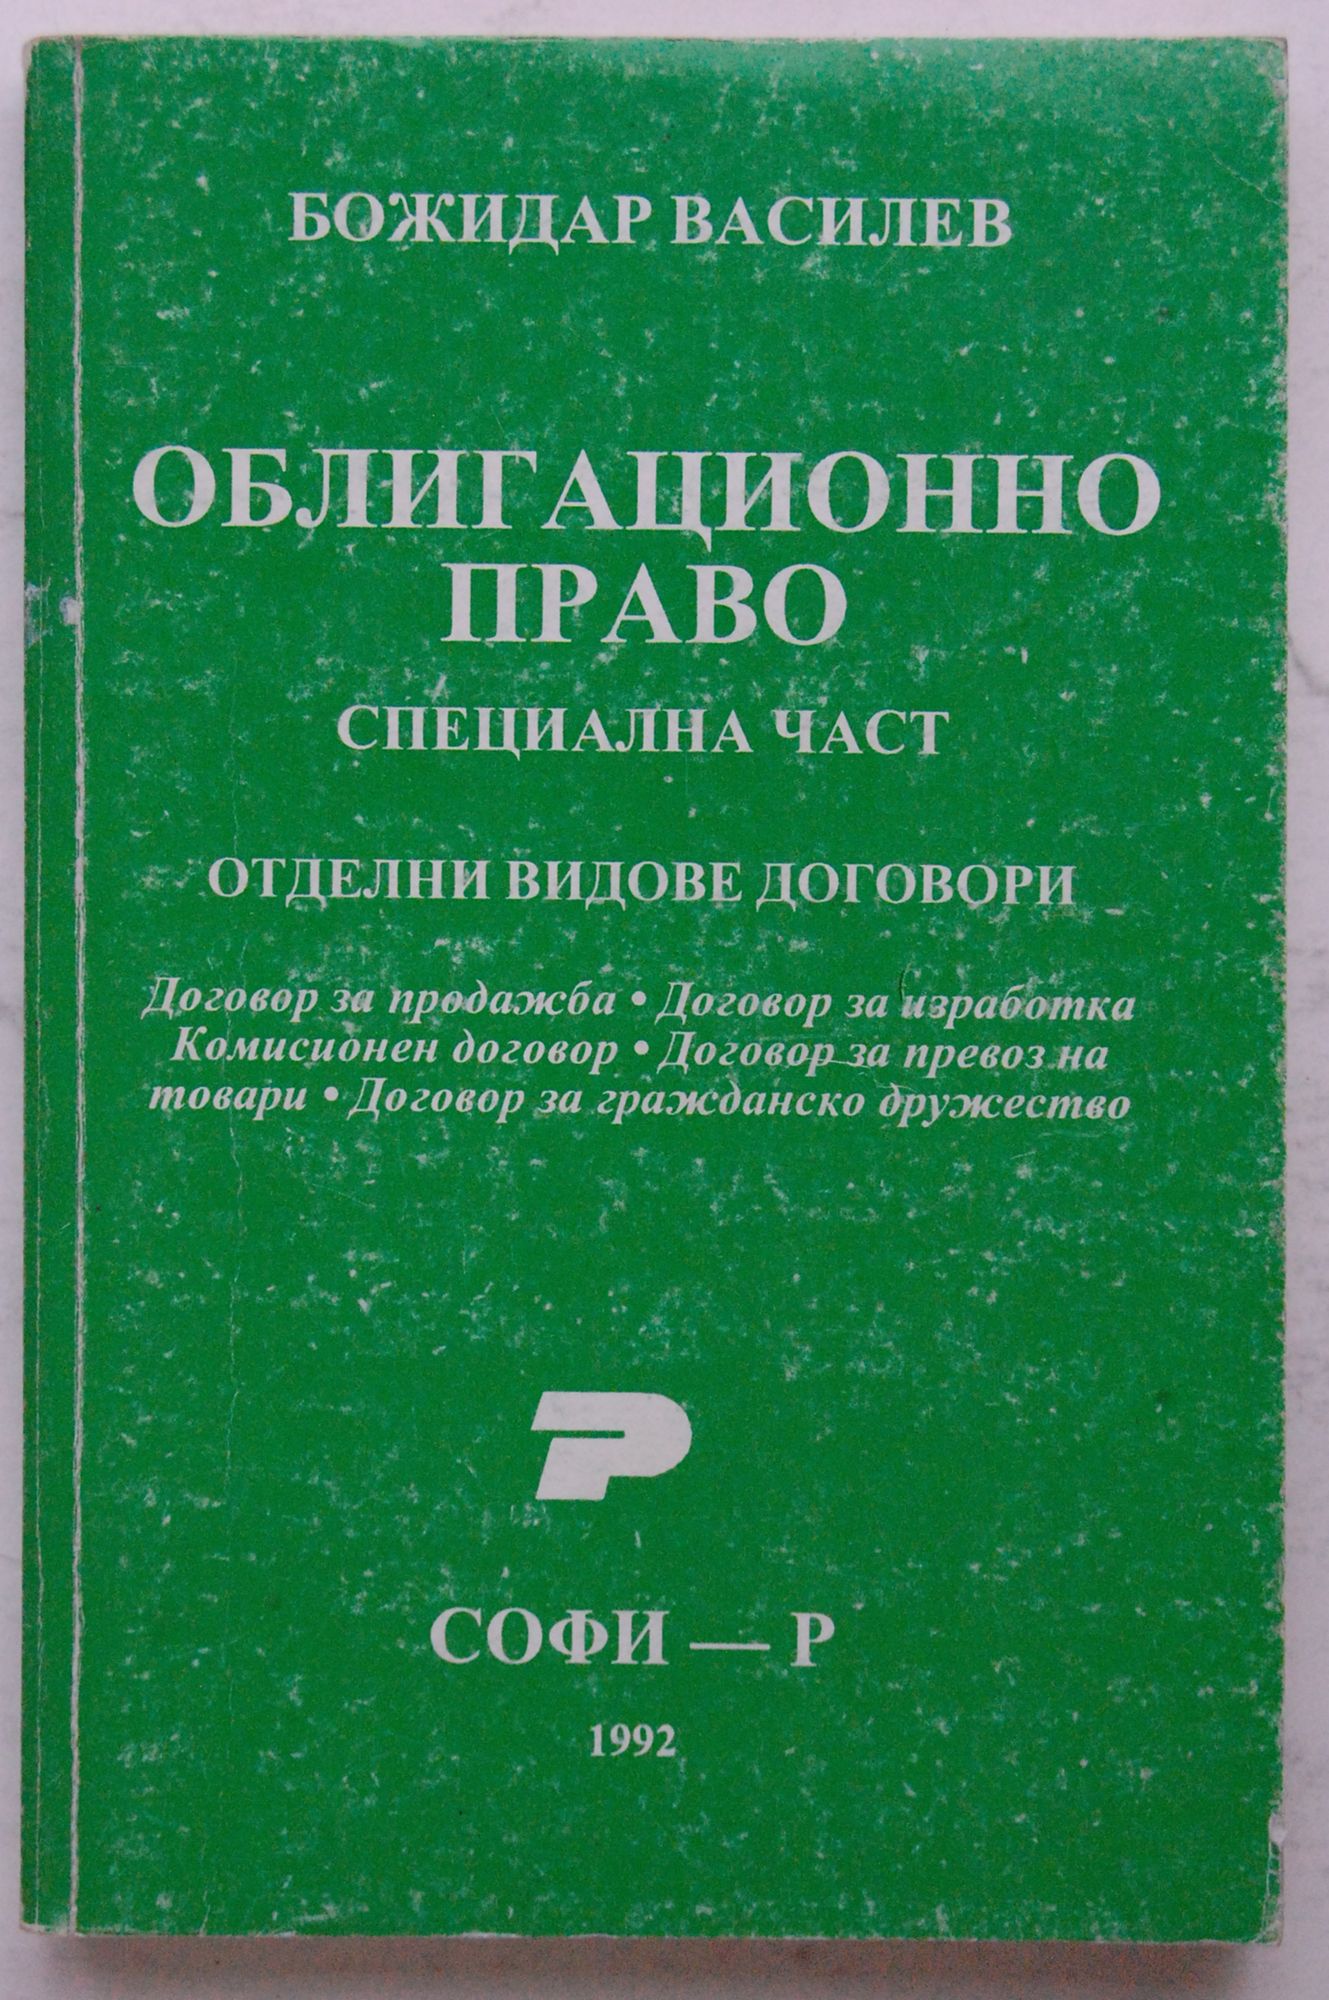 БОЖИДАР ВАСИЛЕВ
ОБЛИГАЦИОННО
ПРАВО
СПЕЦИАЛНА ЧАСТ
ОТДЕЛНИ ВИДОВЕ ДОГОВОРИ
Договор за продажба • Договор за изработка
Комисионен договор • Договор за превоз на
товари • Договор за гражданско дружество
Р
СОФИ — Р
1992